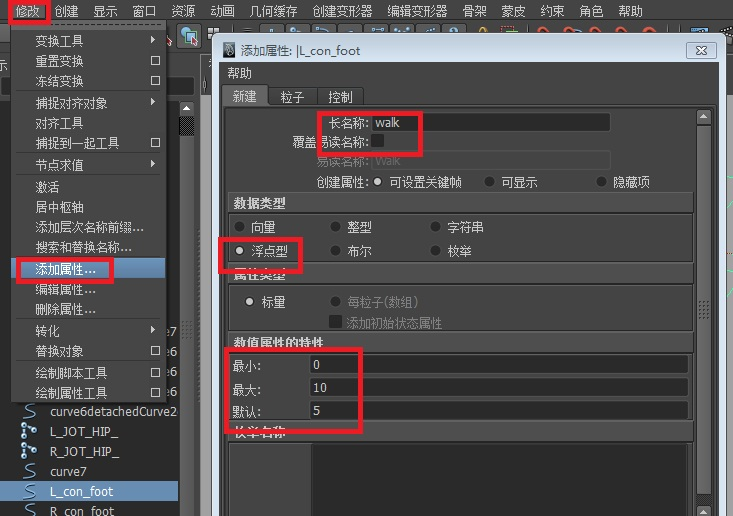 修改 创建 显示 窗口 资源 动画 几何缓存 创建变形器 编辑变形器 骨架 蒙皮 约束 角色 帮助
变换工具
重置变换
冻结变换
捕捉对齐对象
对齐工具
捕捉到一起工具
节点求值
激活
居中枢轴
添加层次名称前缀...
搜索和替换名称...
添加属性...
编辑属性...
删除属性...
转化
替换对象
绘制脚本工具
绘制属性工具
curve6detachedCurve2
L_JOT_HIP_
R_JOT_HIP_
curve7
L_con_foot
R_con_foot
添加属性: |L_con_foot
帮助
新建 粒子 控制
长名称: walk
覆盖易读名称:
易读名称: Walk
创建属性: 可设置关键帧 可显示 隐藏项
数据类型
向量 整型 字符串
浮点型 布尔 枚举
属性类型
标量 每粒子(数组)
添加初始状态属性
数值属性的特性
最小: 0
最大: 10
默认: 5
枚举名称